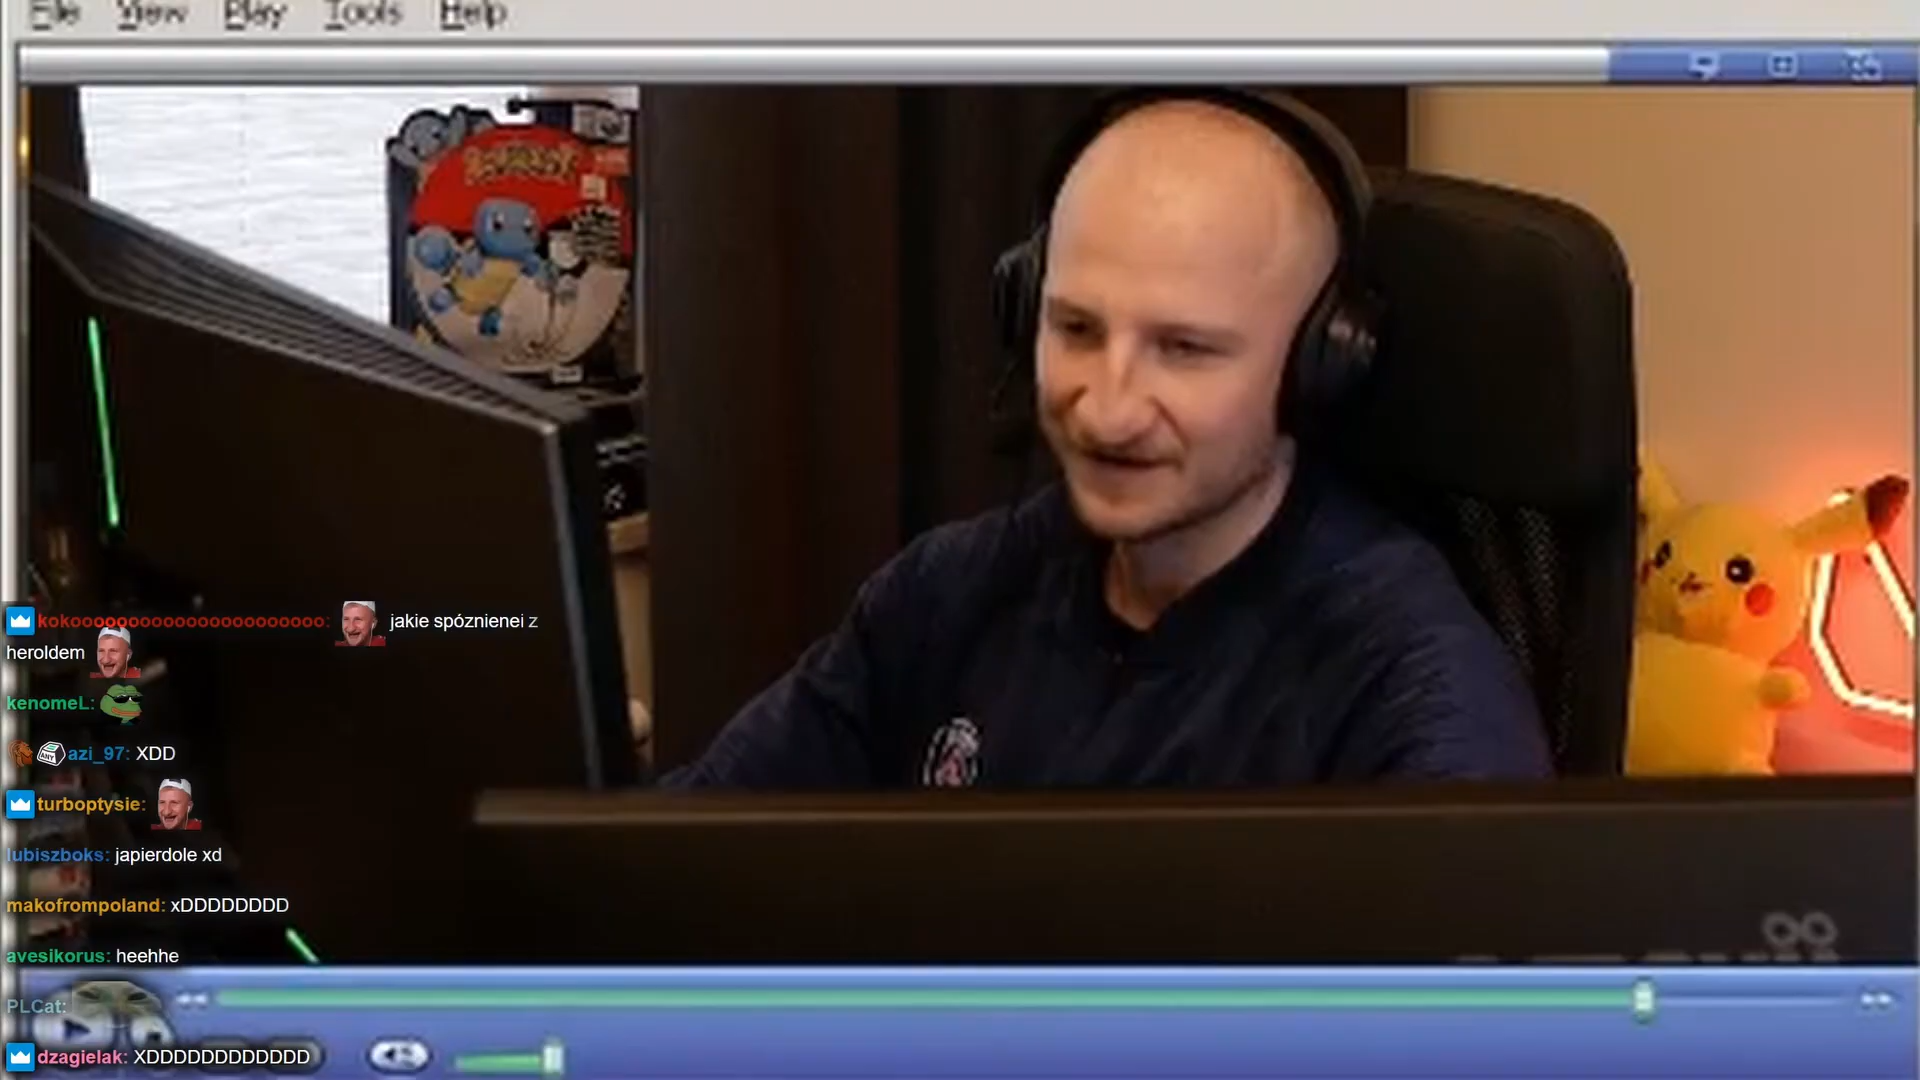 File View Play Tools Help
kokooooooooooooooooooooooo: jakie spóznienei z
heroldem
kenomeL:
azi_97: XDD
turboptysie:
lubiszboks: japierdole xd
makofrompoland: xDDDDDDDD
avesikorus: heehhe
PLCat:
dzagielak: XDDDDDDDDDDDD